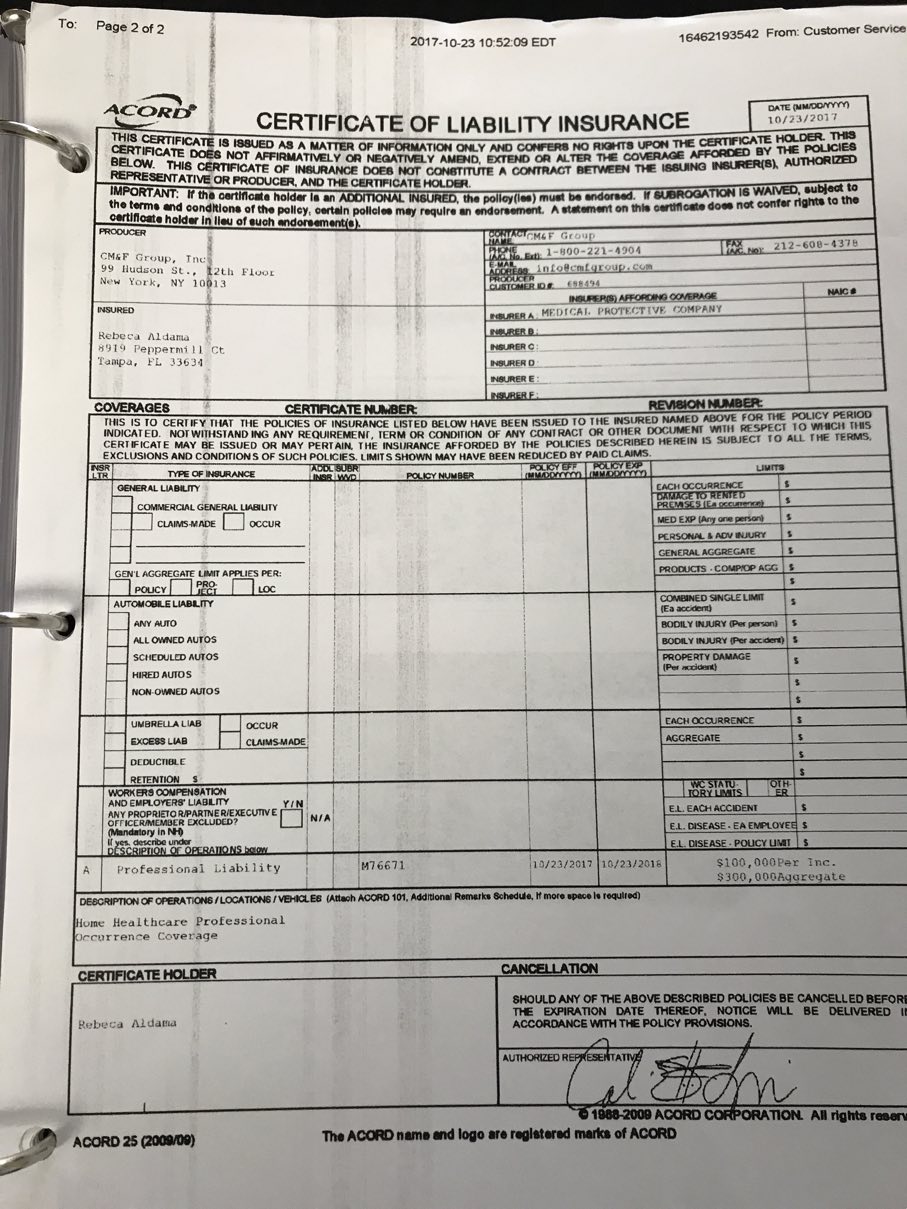 To: Page 2 of 2
2017-10-23 10:52:09 EDT
16462193542 From: Customer Service
ACORD®
CERTIFICATE OF LIABILITY INSURANCE
DATE (MM/DD/YYYY)
10/23/2017
THIS CERTIFICATE IS ISSUED AS A MATTER OF INFORMATION ONLY AND CONFERS NO RIGHTS UPON THE CERTIFICATE HOLDER. THIS
CERTIFICATE DOES NOT AFFIRMATIVELY OR NEGATIVELY AMEND, EXTEND OR ALTER THE COVERAGE AFFORDED BY THE POLICIES
BELOW. THIS CERTIFICATE OF INSURANCE DOES NOT CONSTITUTE A CONTRACT BETWEEN THE ISSUING INSURER(S), AUTHORIZED
REPRESENTATIVE OR PRODUCER, AND THE CERTIFICATE HOLDER.
IMPORTANT: If the certificate holder is an ADDITIONAL INSURED, the policy(ies) must be endorsed. If SUBROGATION IS WAIVED, subject to
the terms and conditions of the policy, certain policies may require an endorsement. A statement on this certificate does not confer rights to the
certificate holder in lieu of such endorsement(s).
PRODUCER
CM&F Group, Inc
99 Hudson St., 12th Floor
New York, NY 10013
CONTACT NAME: CM&F Group
PHONE (A/C, No, Ext): 1-800-221-4904
FAX (A/C, No): 212-608-4378
E-MAIL ADDRESS: info@cmfgroup.com
PRODUCER CUSTOMER ID #: 688494
INSURER(S) AFFORDING COVERAGE NAIC #
INSURED
Rebeca Aldama
8919 Peppermill Ct
Tampa, FL 33634
INSURER A: MEDICAL PROTECTIVE COMPANY
INSURER B:
INSURER C:
INSURER D:
INSURER E:
INSURER F:
COVERAGES CERTIFICATE NUMBER: REVISION NUMBER:
THIS IS TO CERTIFY THAT THE POLICIES OF INSURANCE LISTED BELOW HAVE BEEN ISSUED TO THE INSURED NAMED ABOVE FOR THE POLICY PERIOD
INDICATED. NOTWITHSTANDING ANY REQUIREMENT, TERM OR CONDITION OF ANY CONTRACT OR OTHER DOCUMENT WITH RESPECT TO WHICH THIS
CERTIFICATE MAY BE ISSUED OR MAY PERTAIN, THE INSURANCE AFFORDED BY THE POLICIES DESCRIBED HEREIN IS SUBJECT TO ALL THE TERMS,
EXCLUSIONS AND CONDITIONS OF SUCH POLICIES. LIMITS SHOWN MAY HAVE BEEN REDUCED BY PAID CLAIMS.
INSR LTR TYPE OF INSURANCE ADDL INSR SUBR WVD POLICY NUMBER POLICY EFF (MM/DD/YYYY) POLICY EXP (MM/DD/YYYY) LIMITS
GENERAL LIABILITY
COMMERCIAL GENERAL LIABILITY
CLAIMS-MADE OCCUR
GEN'L AGGREGATE LIMIT APPLIES PER:
POLICY PROJECT LOC
EACH OCCURRENCE $
DAMAGE TO RENTED PREMISES (Ea occurrence) $
MED EXP (Any one person) $
PERSONAL & ADV INJURY $
GENERAL AGGREGATE $
PRODUCTS - COMP/OP AGG $
$
AUTOMOBILE LIABILITY
ANY AUTO
ALL OWNED AUTOS
SCHEDULED AUTOS
HIRED AUTOS
NON-OWNED AUTOS
COMBINED SINGLE LIMIT (Ea accident) $
BODILY INJURY (Per person) $
BODILY INJURY (Per accident) $
PROPERTY DAMAGE (Per accident) $
$
$
UMBRELLA LIAB OCCUR
EXCESS LIAB CLAIMS-MADE
DEDUCTIBLE
RETENTION $
EACH OCCURRENCE $
AGGREGATE $
$
$
WORKERS COMPENSATION
AND EMPLOYERS' LIABILITY Y / N
ANY PROPRIETOR/PARTNER/EXECUTIVE
OFFICER/MEMBER EXCLUDED? N / A
(Mandatory in NH)
If yes, describe under
DESCRIPTION OF OPERATIONS below
WC STATUTORY LIMITS OTHER
E.L. EACH ACCIDENT $
E.L. DISEASE - EA EMPLOYEE $
E.L. DISEASE - POLICY LIMIT $
A Professional Liability M76671 10/23/2017 10/23/2018 $100,000Per Inc.
$300,000Aggregate
DESCRIPTION OF OPERATIONS / LOCATIONS / VEHICLES (Attach ACORD 101, Additional Remarks Schedule, if more space is required)
Home Healthcare Professional
Occurrence Coverage
CERTIFICATE HOLDER
Rebeca Aldama
CANCELLATION
SHOULD ANY OF THE ABOVE DESCRIBED POLICIES BE CANCELLED BEFORE
THE EXPIRATION DATE THEREOF, NOTICE WILL BE DELIVERED I
ACCORDANCE WITH THE POLICY PROVISIONS.
AUTHORIZED REPRESENTATIVE
© 1988-2009 ACORD CORPORATION. All rights reserv
ACORD 25 (2009/09)
The ACORD name and logo are registered marks of ACORD